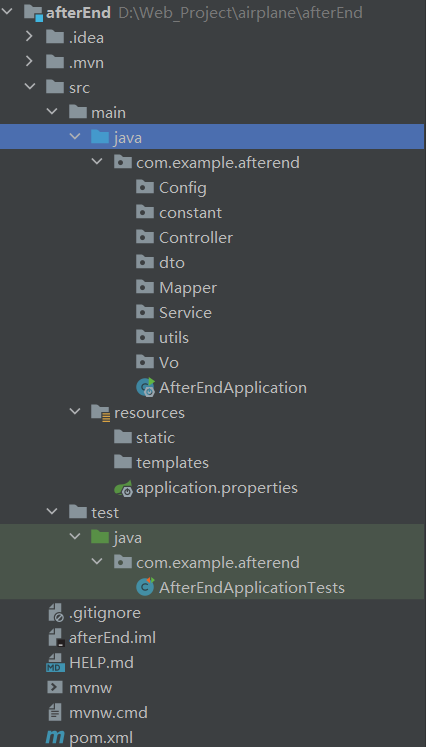 afterEnd D:\Web_Project\airplane\afterEnd
.idea
.mvn
src
main
java
com.example.afterend
Config
constant
Controller
dto
Mapper
Service
utils
Vo
AfterEndApplication
resources
static
templates
application.properties
test
java
com.example.afterend
AfterEndApplicationTests
.gitignore
afterEnd.iml
HELP.md
mvnw
mvnw.cmd
pom.xml